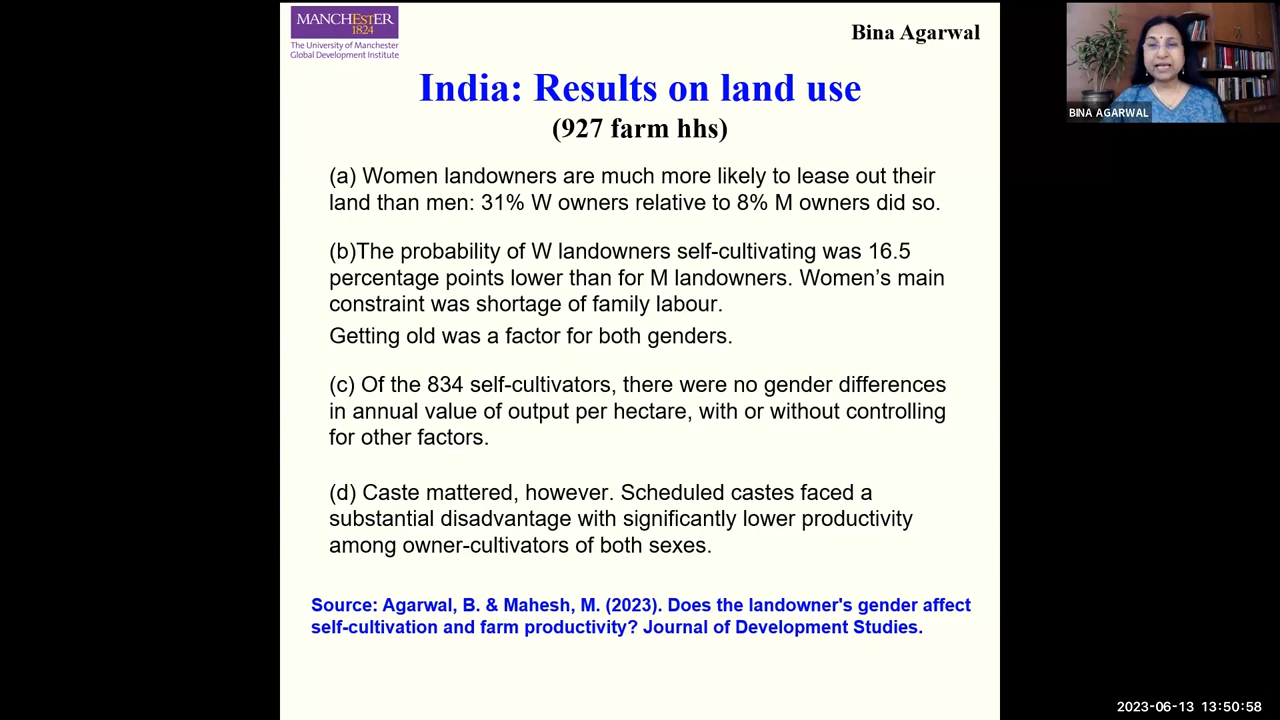 MANCHESTER
1824
The University of Manchester
Global Development Institute
Bina Agarwal
BINA AGARWAL
India: Results on land use
(927 farm hhs)
(a) Women landowners are much more likely to lease out their
land than men: 31% W owners relative to 8% M owners did so.
(b)The probability of W landowners self-cultivating was 16.5
percentage points lower than for M landowners. Women’s main
constraint was shortage of family labour.
Getting old was a factor for both genders.
(c) Of the 834 self-cultivators, there were no gender differences
in annual value of output per hectare, with or without controlling
for other factors.
(d) Caste mattered, however. Scheduled castes faced a
substantial disadvantage with significantly lower productivity
among owner-cultivators of both sexes.
Source: Agarwal, B. & Mahesh, M. (2023). Does the landowner's gender affect
self-cultivation and farm productivity? Journal of Development Studies.
2023-06-13 13:50:58